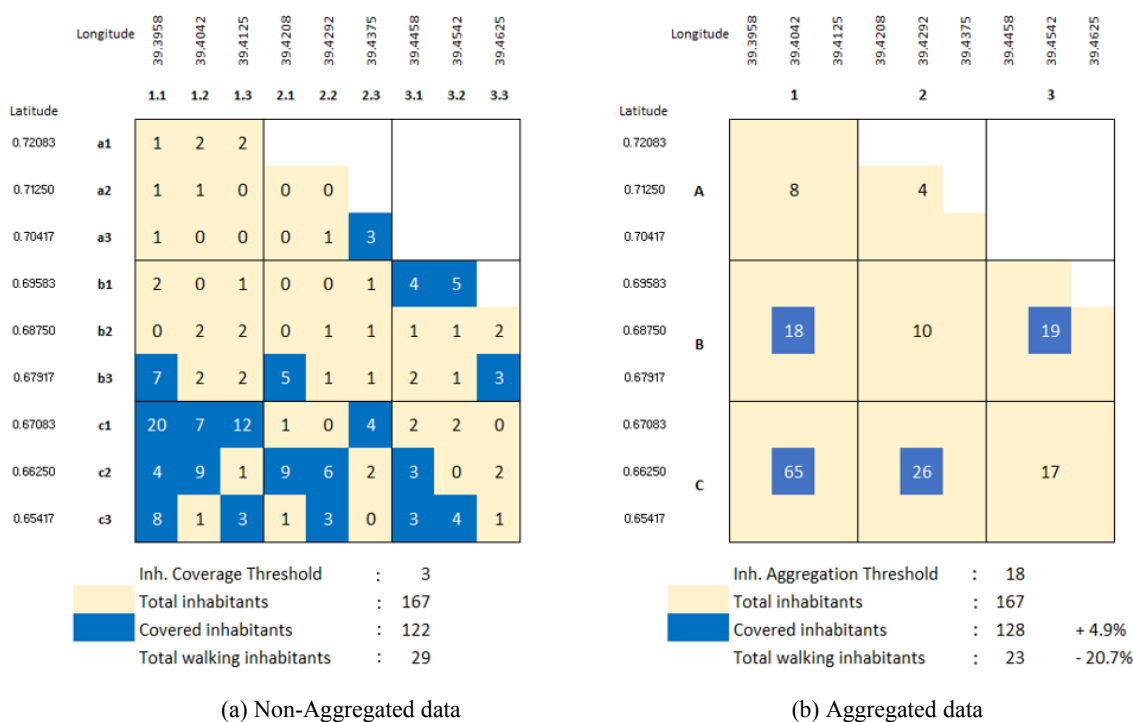 Longitude 39.3958 39.4042 39.4125 39.4208 39.4292 39.4375 39.4458 39.4542 39.4625
1.1 1.2 1.3 2.1 2.2 2.3 3.1 3.2 3.3
Latitude
0.72083 a1 1 2 2
0.71250 a2 1 1 0 0 0
0.70417 a3 1 0 0 0 1 3
0.69583 b1 2 0 1 0 0 1 4 5
0.68750 b2 0 2 2 0 1 1 1 1 2
0.67917 b3 7 2 2 5 1 1 2 1 3
0.67083 c1 20 7 12 1 0 4 2 2 0
0.66250 c2 4 9 1 9 6 2 3 0 2
0.65417 c3 8 1 3 1 3 0 3 4 1
Inh. Coverage Threshold : 3
Total inhabitants : 167
Covered inhabitants : 122
Total walking inhabitants : 29
(a) Non-Aggregated data
Longitude 39.3958 39.4042 39.4125 39.4208 39.4292 39.4375 39.4458 39.4542 39.4625
1 2 3
Latitude
0.72083
0.71250 A 8 4
0.70417
0.69583
0.68750 B 18 10 19
0.67917
0.67083
0.66250 C 65 26 17
0.65417
Inh. Aggregation Threshold : 18
Total inhabitants : 167
Covered inhabitants : 128 + 4.9%
Total walking inhabitants : 23 - 20.7%
(b) Aggregated data